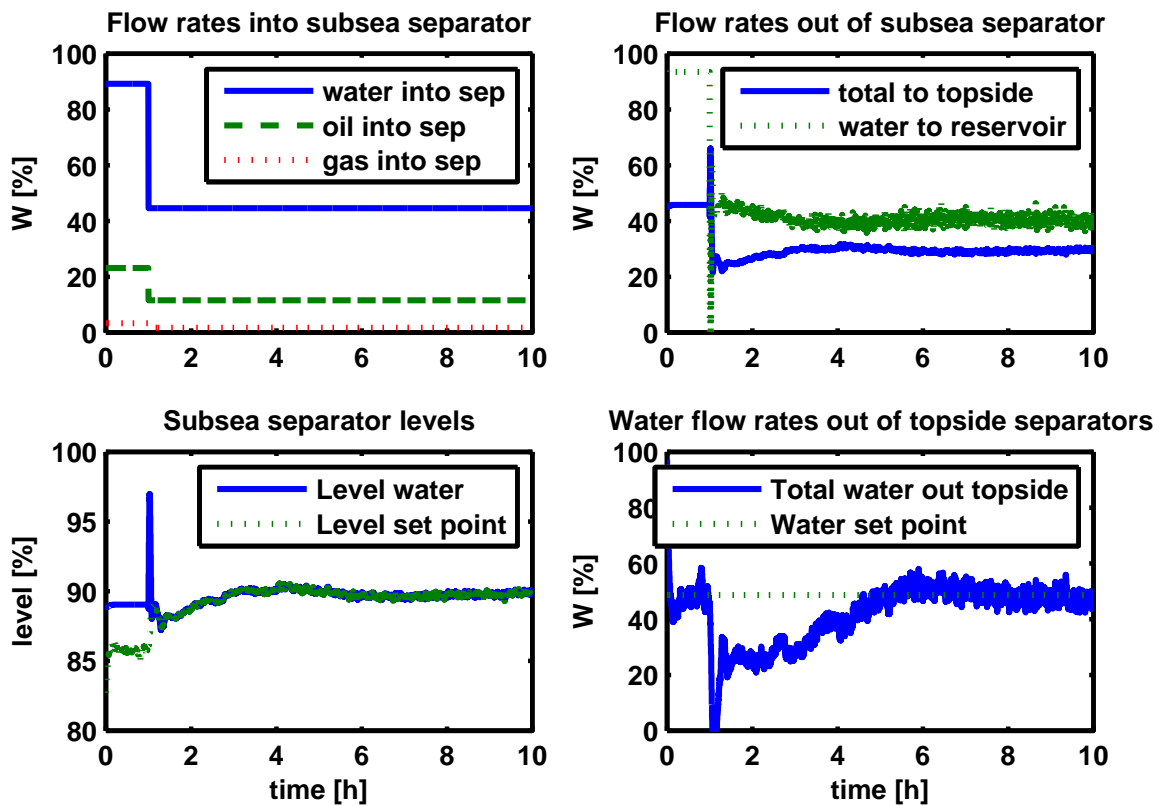 Flow rates into subsea separator
100
80
60
40
20
0
W [%]
water into sep
oil into sep
gas into sep
0 2 4 6 8 10
Flow rates out of subsea separator
100
80
60
40
20
0
W [%]
total to topside
water to reservoir
0 2 4 6 8 10
Subsea separator levels
100
95
90
85
80
level [%]
Level water
Level set point
0 2 4 6 8 10
time [h]
Water flow rates out of topside separators
100
80
60
40
20
0
W [%]
Total water out topside
Water set point
0 2 4 6 8 10
time [h]